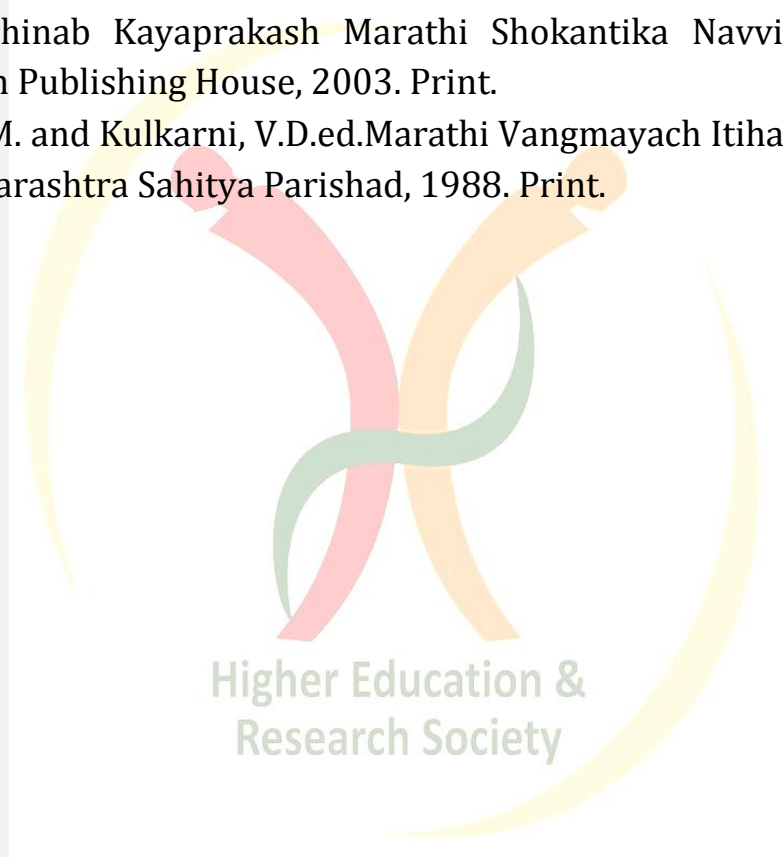 hinab Kayaprakash Marathi Shokantika Navvi
n Publishing House, 2003. Print.
M. and Kulkarni, V.D.ed.Marathi Vangmayach Itiha
arashtra Sahitya Parishad, 1988. Print.
Higher Education &
Research Society